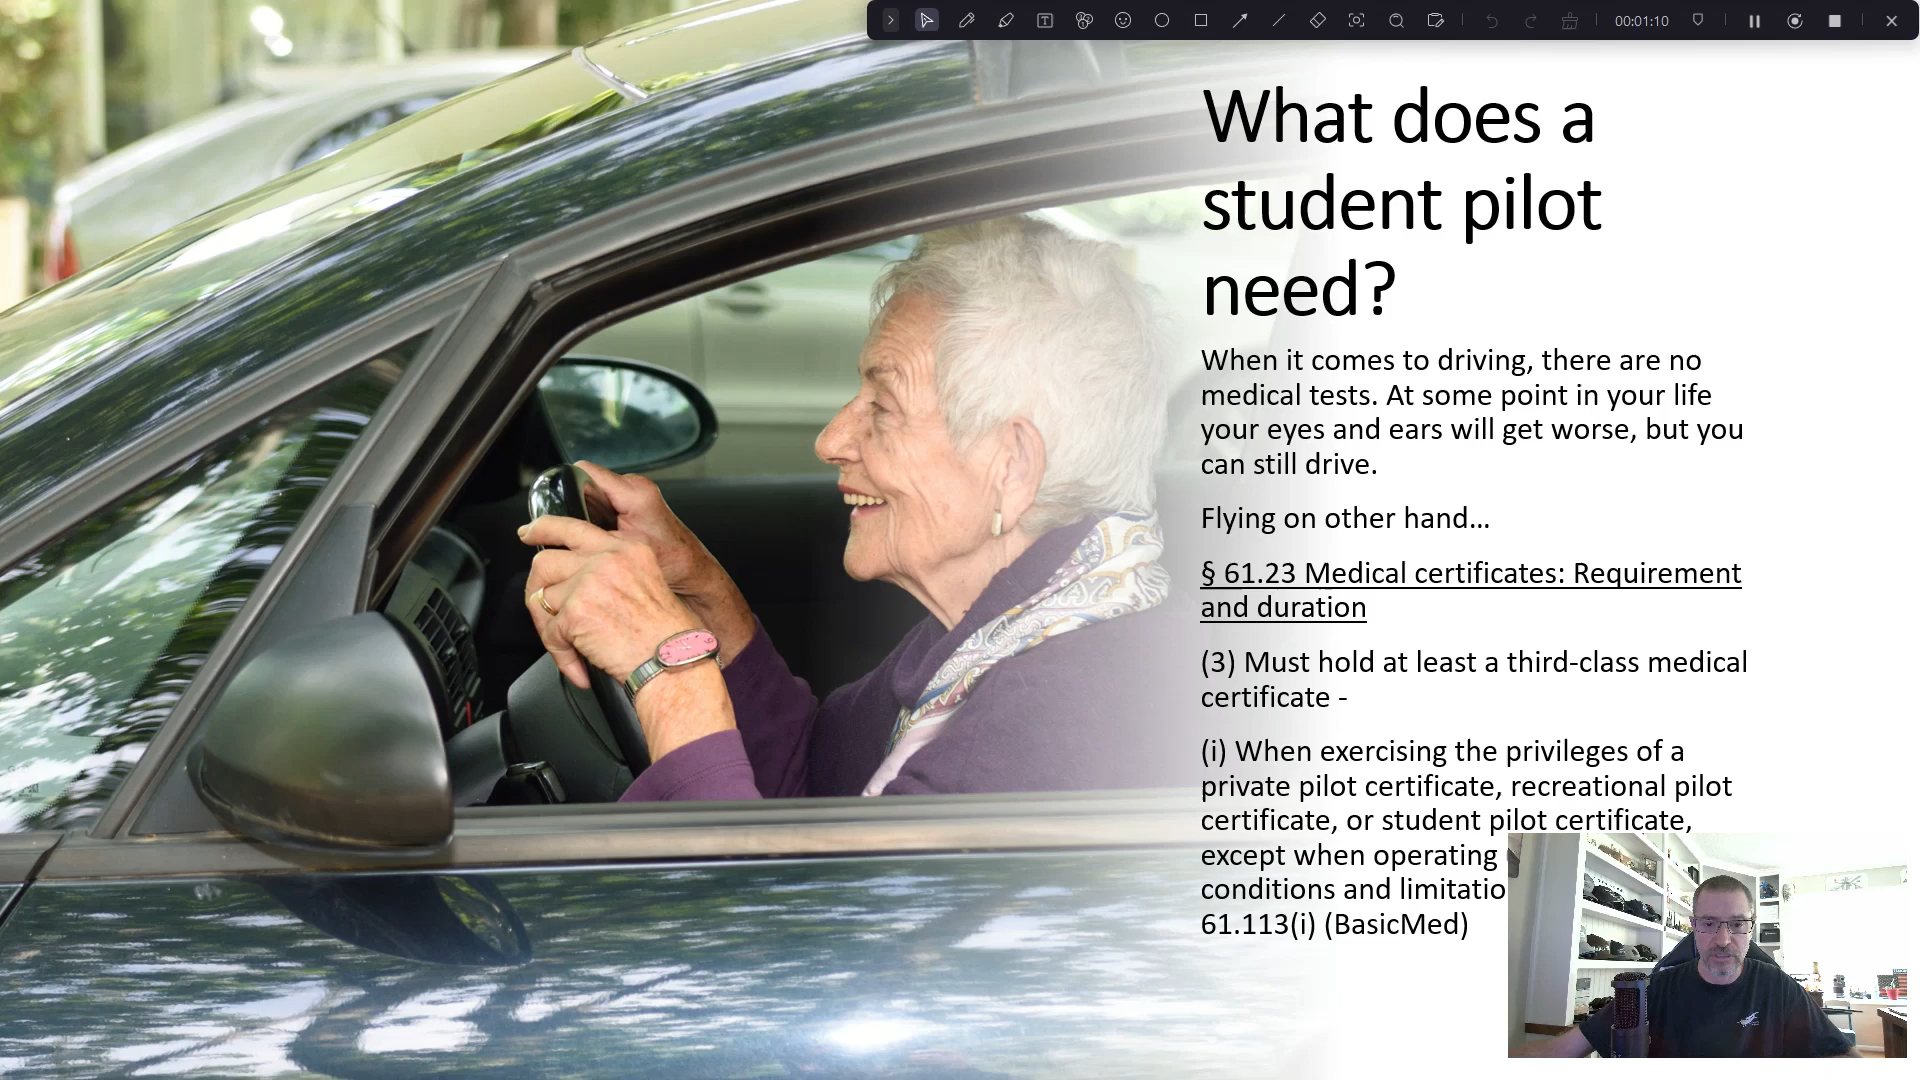 00:01:10
What does a
student pilot
need?
When it comes to driving, there are no
medical tests. At some point in your life
your eyes and ears will get worse, but you
can still drive.
Flying on other hand...
§ 61.23 Medical certificates: Requirement
and duration
(3) Must hold at least a third-class medical
certificate -
(i) When exercising the privileges of a
private pilot certificate, recreational pilot
certificate, or student pilot certificate,
except when operating
conditions and
61.113(i) (BasicMed)